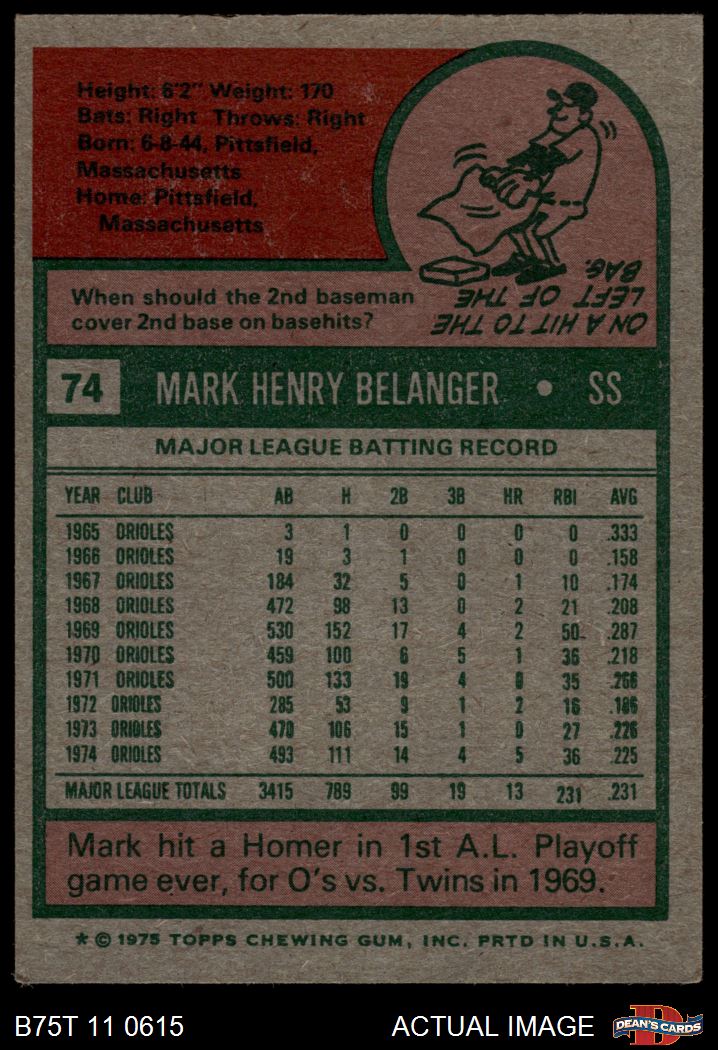 Height: 6'2" Weight: 170
Bats: Right Throws: Right
Born: 6-8-44, Pittsfield,
Massachusetts
Home: Pittsfield,
Massachusetts
When should the 2nd baseman
cover 2nd base on basehits?
ON A HIT TO THE
LEFT OF THE
BAG.
74 MARK HENRY BELANGER • SS
MAJOR LEAGUE BATTING RECORD
YEAR CLUB AB H 2B 3B HR RBI AVG
1965 ORIOLES 3 1 0 0 0 0 .333
1966 ORIOLES 19 3 1 0 0 0 .158
1967 ORIOLES 184 32 5 0 1 10 .174
1968 ORIOLES 472 98 13 0 2 21 .208
1969 ORIOLES 530 152 17 4 2 50 .287
1970 ORIOLES 459 100 6 5 1 36 .218
1971 ORIOLES 500 133 19 4 0 35 .266
1972 ORIOLES 285 53 9 1 2 16 .186
1973 ORIOLES 470 106 15 1 0 27 .226
1974 ORIOLES 493 111 14 4 5 36 .225
MAJOR LEAGUE TOTALS 3415 789 99 19 13 231 .231
Mark hit a Homer in 1st A.L. Playoff
game ever, for O's vs. Twins in 1969.
* © 1975 TOPPS CHEWING GUM, INC. PRTD IN U.S.A.
B75T 11 0615 ACTUAL IMAGE DEAN'S CARDS